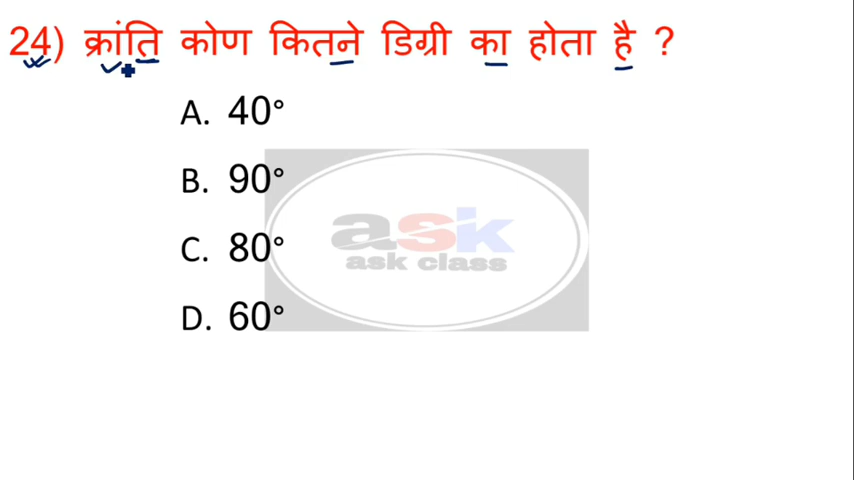 24) क्रांति कोण कितने डिग्री का होता है ?
A. 40°
B. 90°
C. 80°
D. 60°
ask
ask class